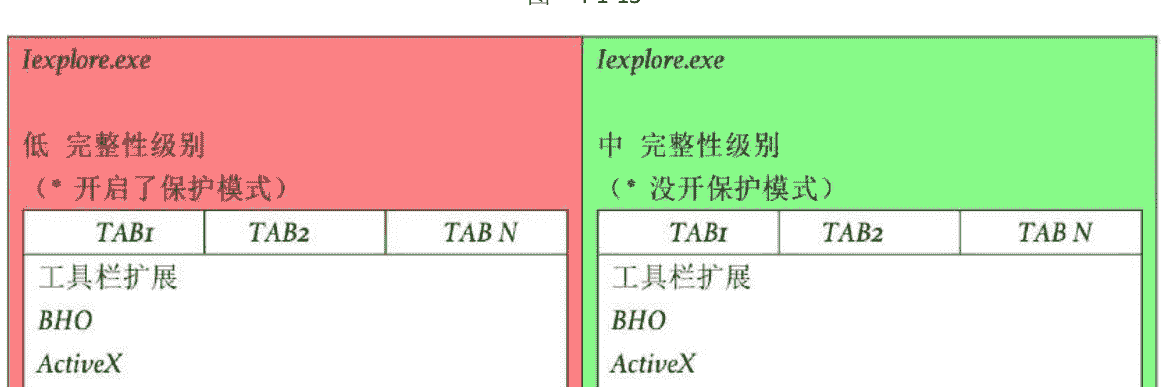 Iexplore.exe
低 完整性级别
(* 开启了保护模式)
TAB1 TAB2 TAB N
工具栏扩展
BHO
ActiveX
Iexplore.exe
中 完整性级别
(* 没开保护模式)
TAB1 TAB2 TAB N
工具栏扩展
BHO
ActiveX